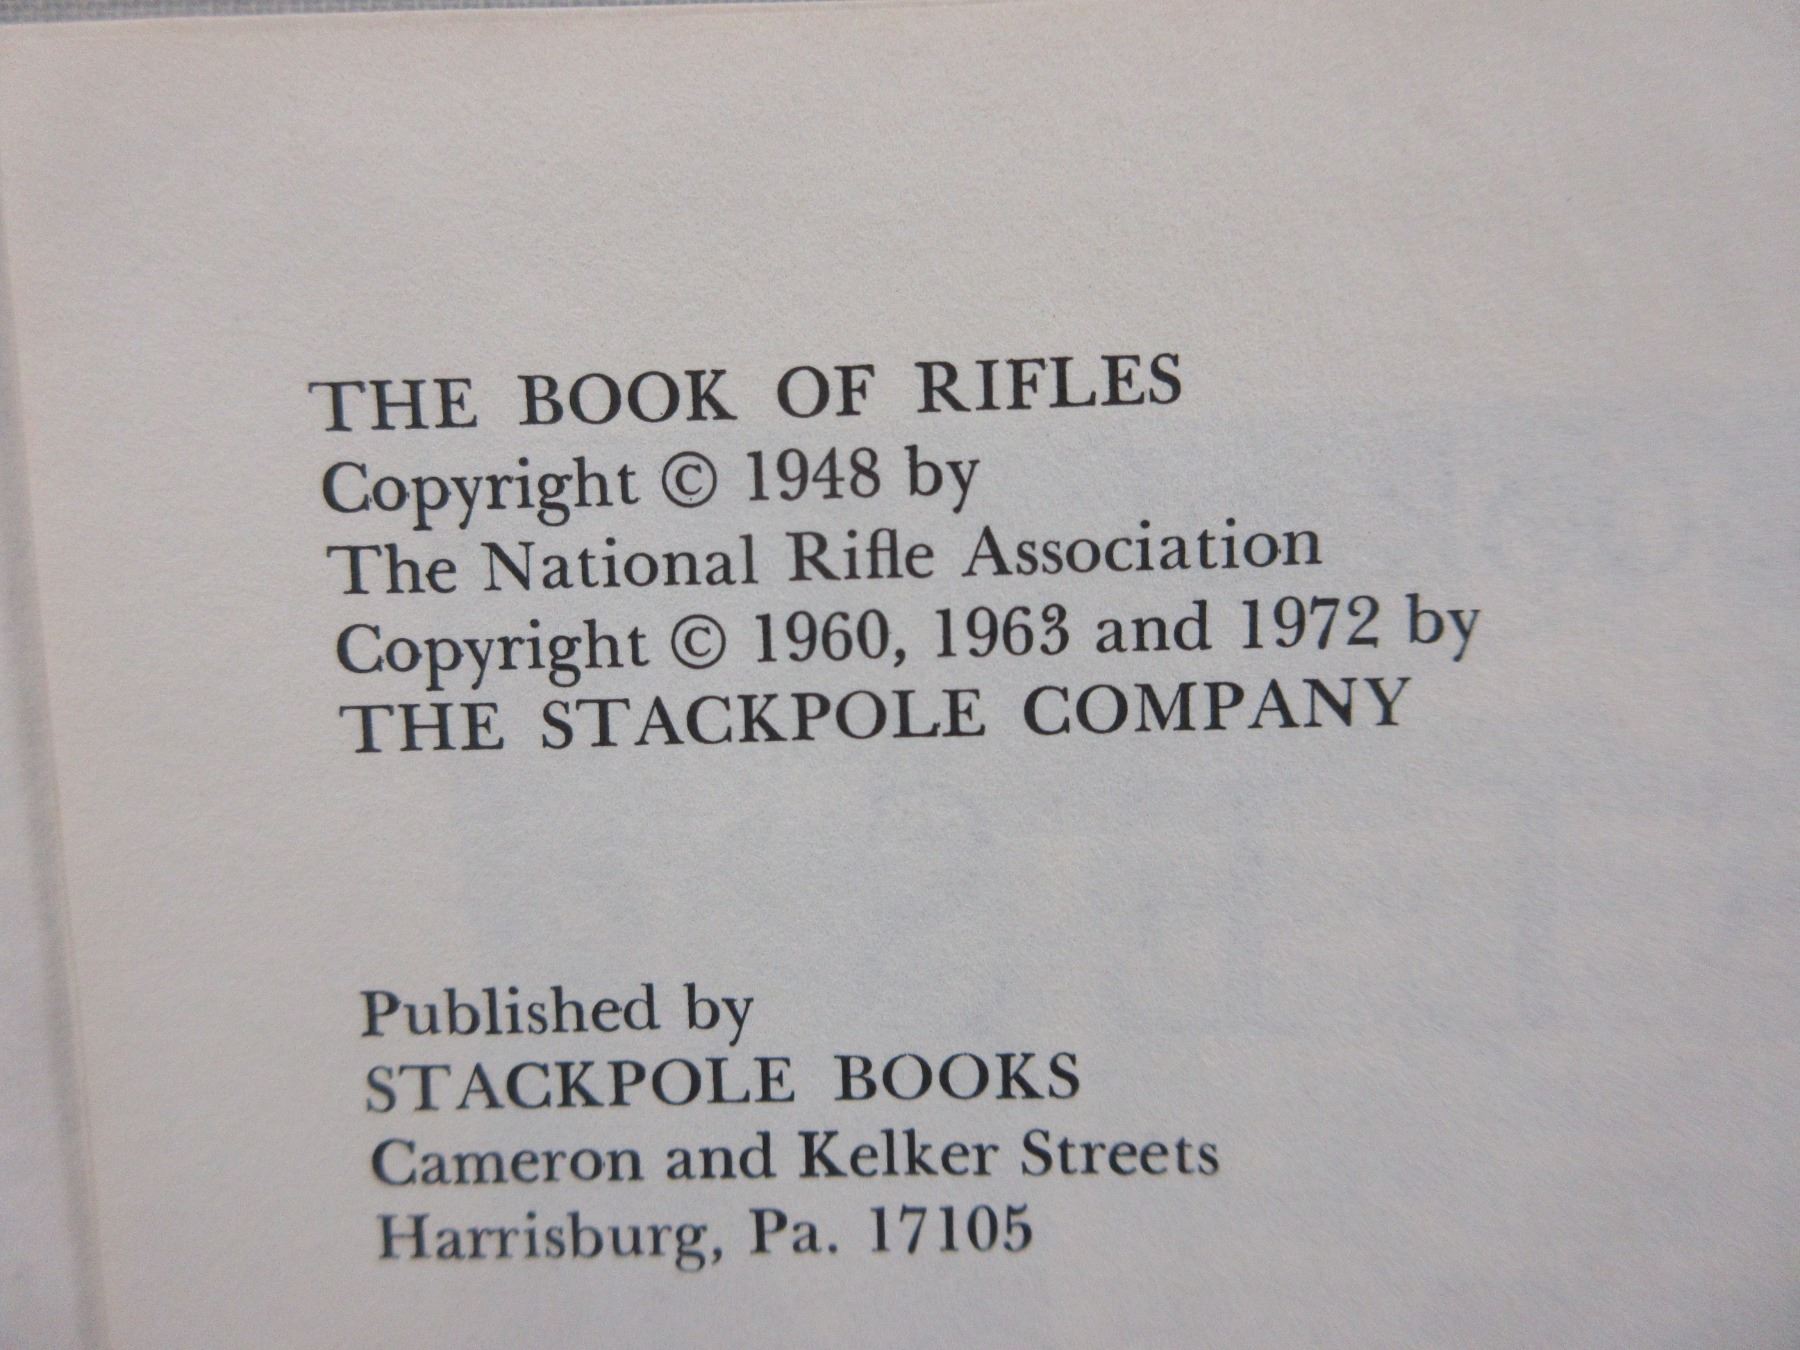 THE BOOK OF RIFLES
Copyright © 1948 by
The National Rifle Association
Copyright © 1960, 1963 and 1972 by
THE STACKPOLE COMPANY
Published by
STACKPOLE BOOKS
Cameron and Kelker Streets
Harrisburg, Pa. 17105